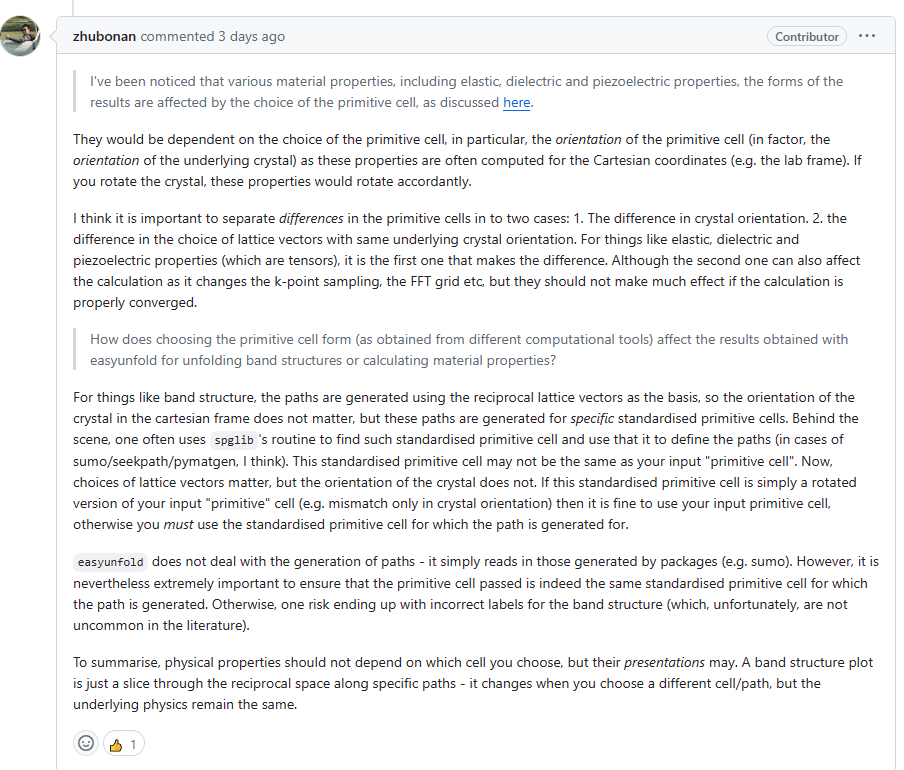 zhubonan commented 3 days ago
Contributor
I've been noticed that various material properties, including elastic, dielectric and piezoelectric properties, the forms of the
results are affected by the choice of the primitive cell, as discussed here.
They would be dependent on the choice of the primitive cell, in particular, the orientation of the primitive cell (in factor, the
orientation of the underlying crystal) as these properties are often computed for the Cartesian coordinates (e.g. the lab frame). If
you rotate the crystal, these properties would rotate accordantly.
I think it is important to separate differences in the primitive cells in to two cases: 1. The difference in crystal orientation. 2. the
difference in the choice of lattice vectors with same underlying crystal orientation. For things like elastic, dielectric and
piezoelectric properties (which are tensors), it is the first one that makes the difference. Although the second one can also affect
the calculation as it changes the k-point sampling, the FFT grid etc, but they should not make much effect if the calculation is
properly converged.
How does choosing the primitive cell form (as obtained from different computational tools) affect the results obtained with
easyunfold for unfolding band structures or calculating material properties?
For things like band structure, the paths are generated using the reciprocal lattice vectors as the basis, so the orientation of the
crystal in the cartesian frame does not matter, but these paths are generated for specific standardised primitive cells. Behind the
scene, one often uses spglib 's routine to find such standardised primitive cell and use that it to define the paths (in cases of
sumo/seekpath/pymatgen, I think). This standardised primitive cell may not be the same as your input "primitive cell". Now,
choices of lattice vectors matter, but the orientation of the crystal does not. If this standardised primitive cell is simply a rotated
version of your input "primitive" cell (e.g. mismatch only in crystal orientation) then it is fine to use your input primitive cell,
otherwise you must use the standardised primitive cell for which the path is generated for.
easyunfold does not deal with the generation of paths - it simply reads in those generated by packages (e.g. sumo). However, it is
nevertheless extremely important to ensure that the primitive cell passed is indeed the same standardised primitive cell for which
the path is generated. Otherwise, one risk ending up with incorrect labels for the band structure (which, unfortunately, are not
uncommon in the literature).
To summarise, physical properties should not depend on which cell you choose, but their presentations may. A band structure plot
is just a slice through the reciprocal space along specific paths - it changes when you choose a different cell/path, but the
underlying physics remain the same.
1